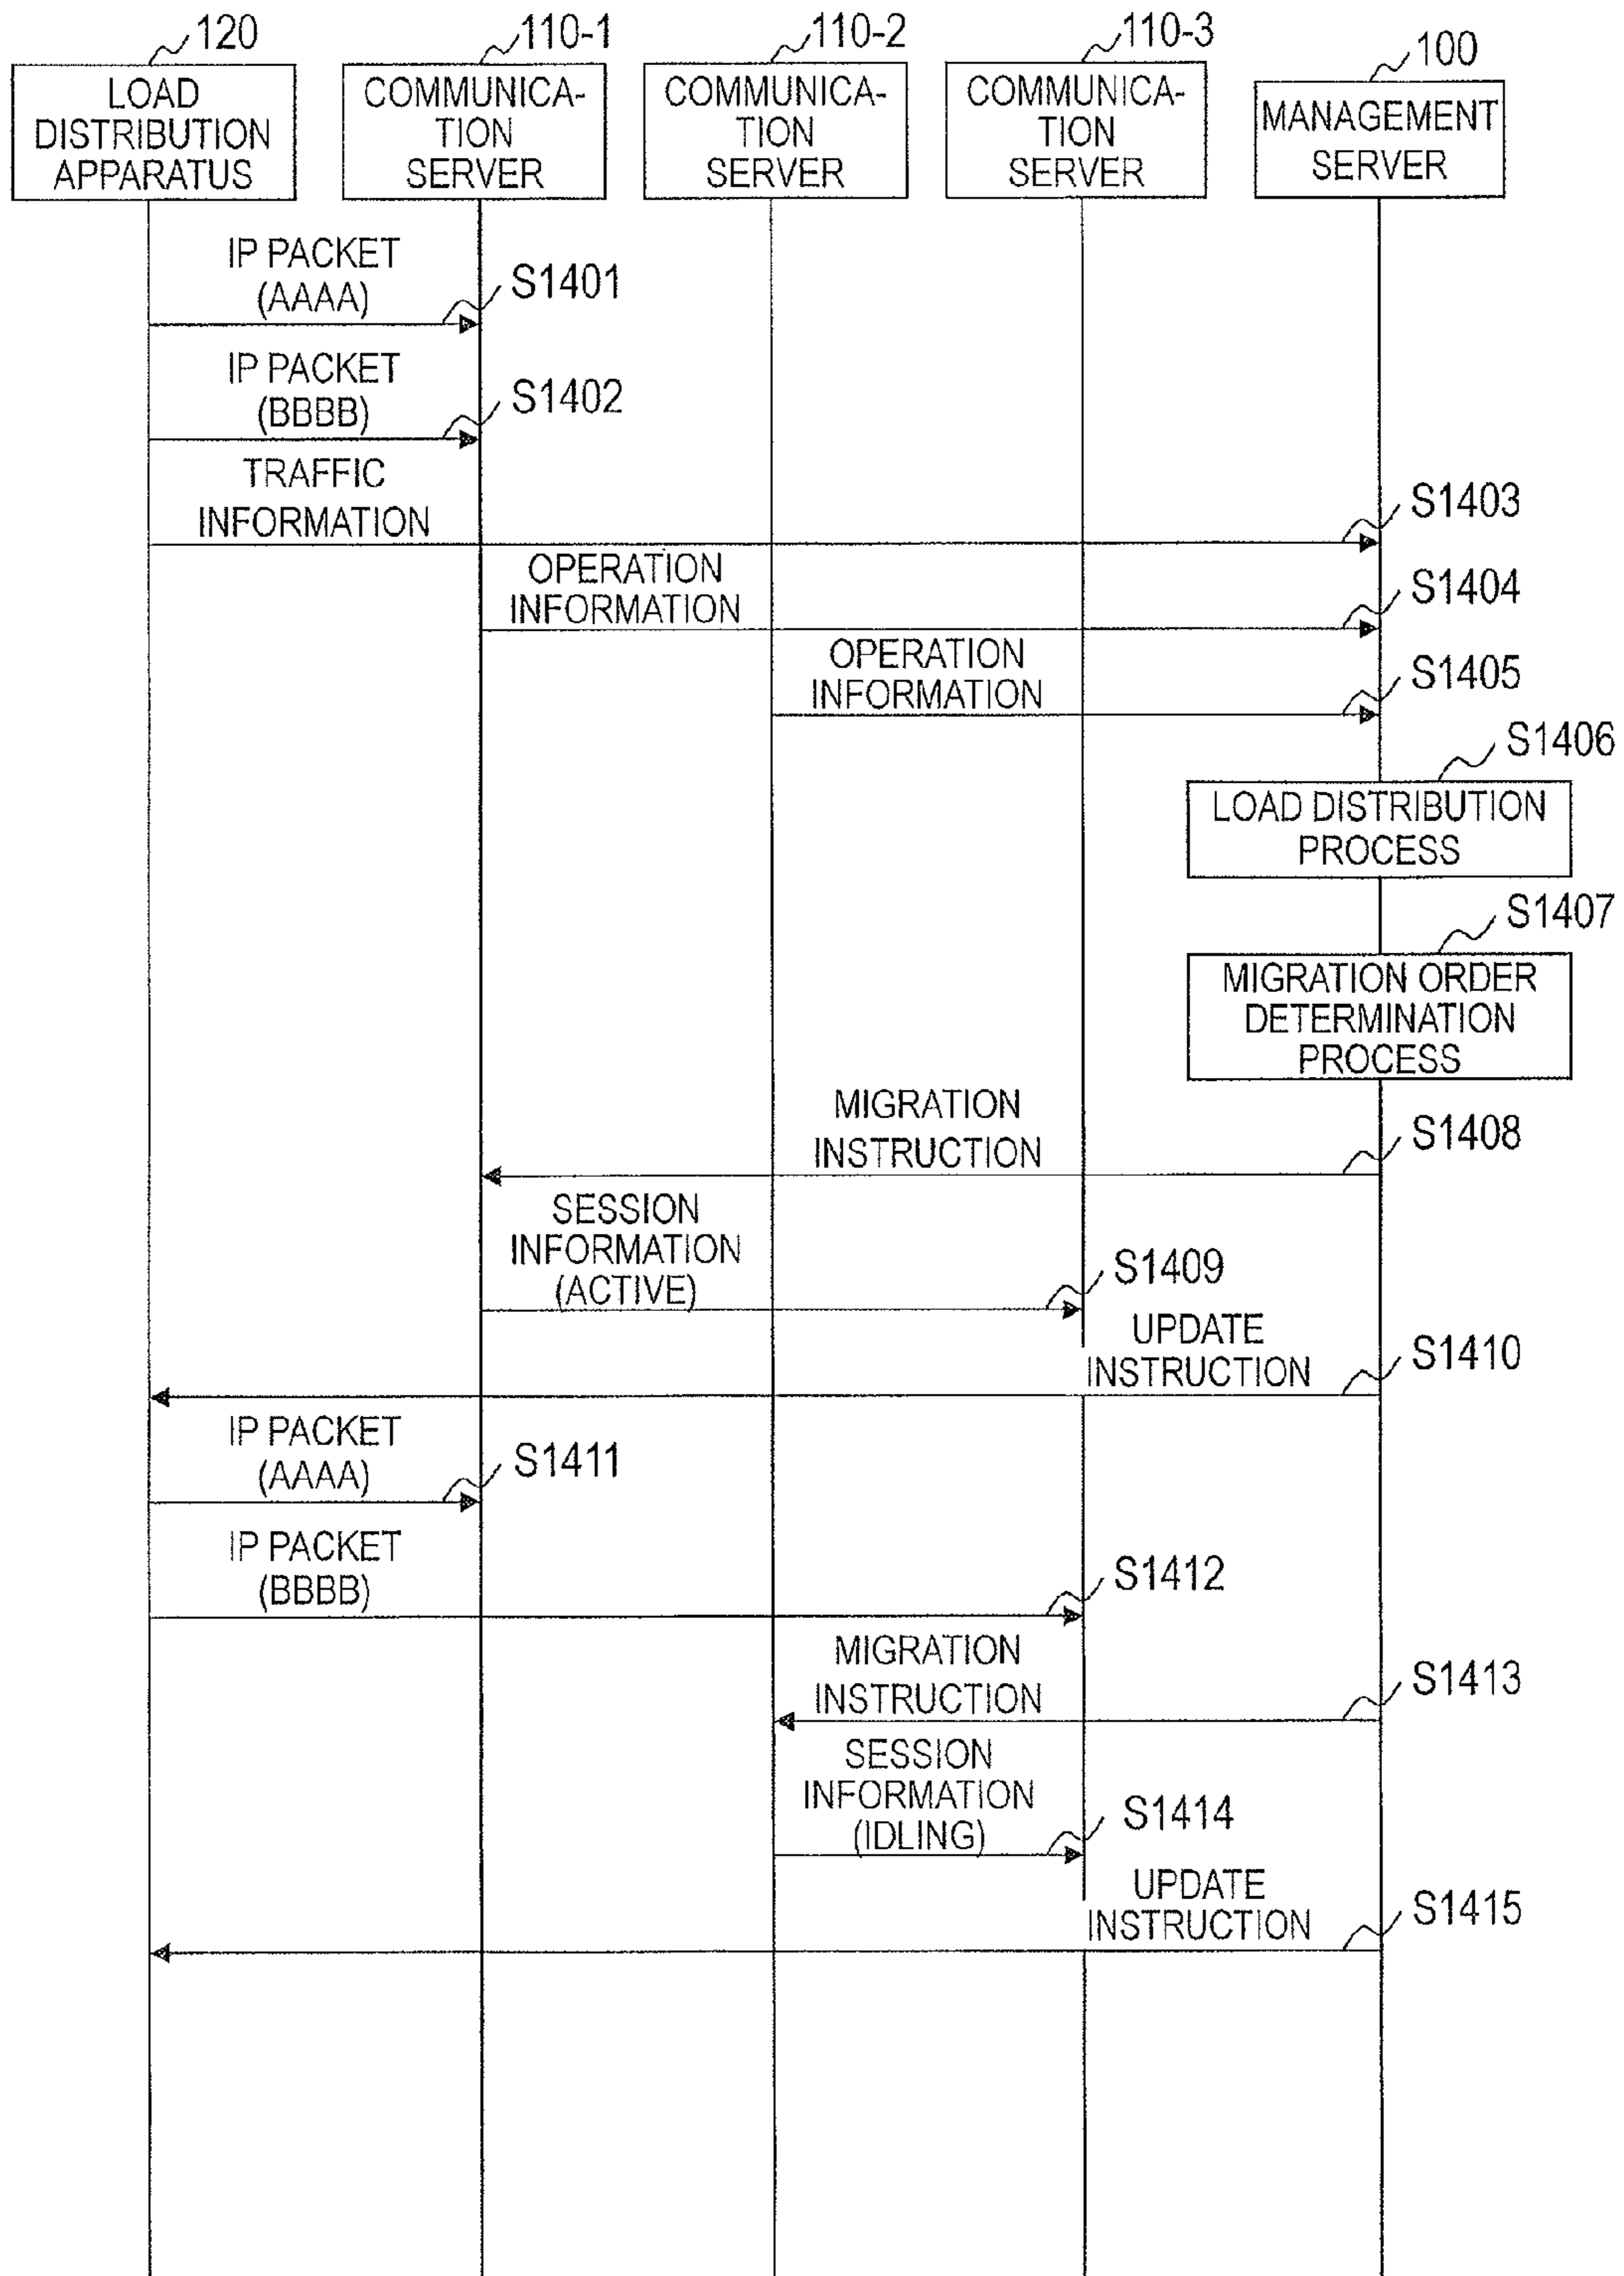 120
110-1
110-2
110-3
100
LOAD
DISTRIBUTION
APPARATUS
COMMUNICA-
TION
SERVER
COMMUNICA-
TION
SERVER
COMMUNICA-
TION
SERVER
MANAGEMENT
SERVER
IP PACKET
(AAAA)
S1401
IP PACKET
(BBBB)
S1402
TRAFFIC
INFORMATION
S1403
OPERATION
INFORMATION
S1404
OPERATION
INFORMATION
S1405
S1406
LOAD DISTRIBUTION
PROCESS
S1407
MIGRATION ORDER
DETERMINATION
PROCESS
MIGRATION
INSTRUCTION
S1408
SESSION
INFORMATION
(ACTIVE)
S1409
UPDATE
INSTRUCTION
S1410
IP PACKET
(AAAA)
S1411
IP PACKET
(BBBB)
S1412
MIGRATION
INSTRUCTION
S1413
SESSION
INFORMATION
(IDLING)
S1414
UPDATE
INSTRUCTION
S1415